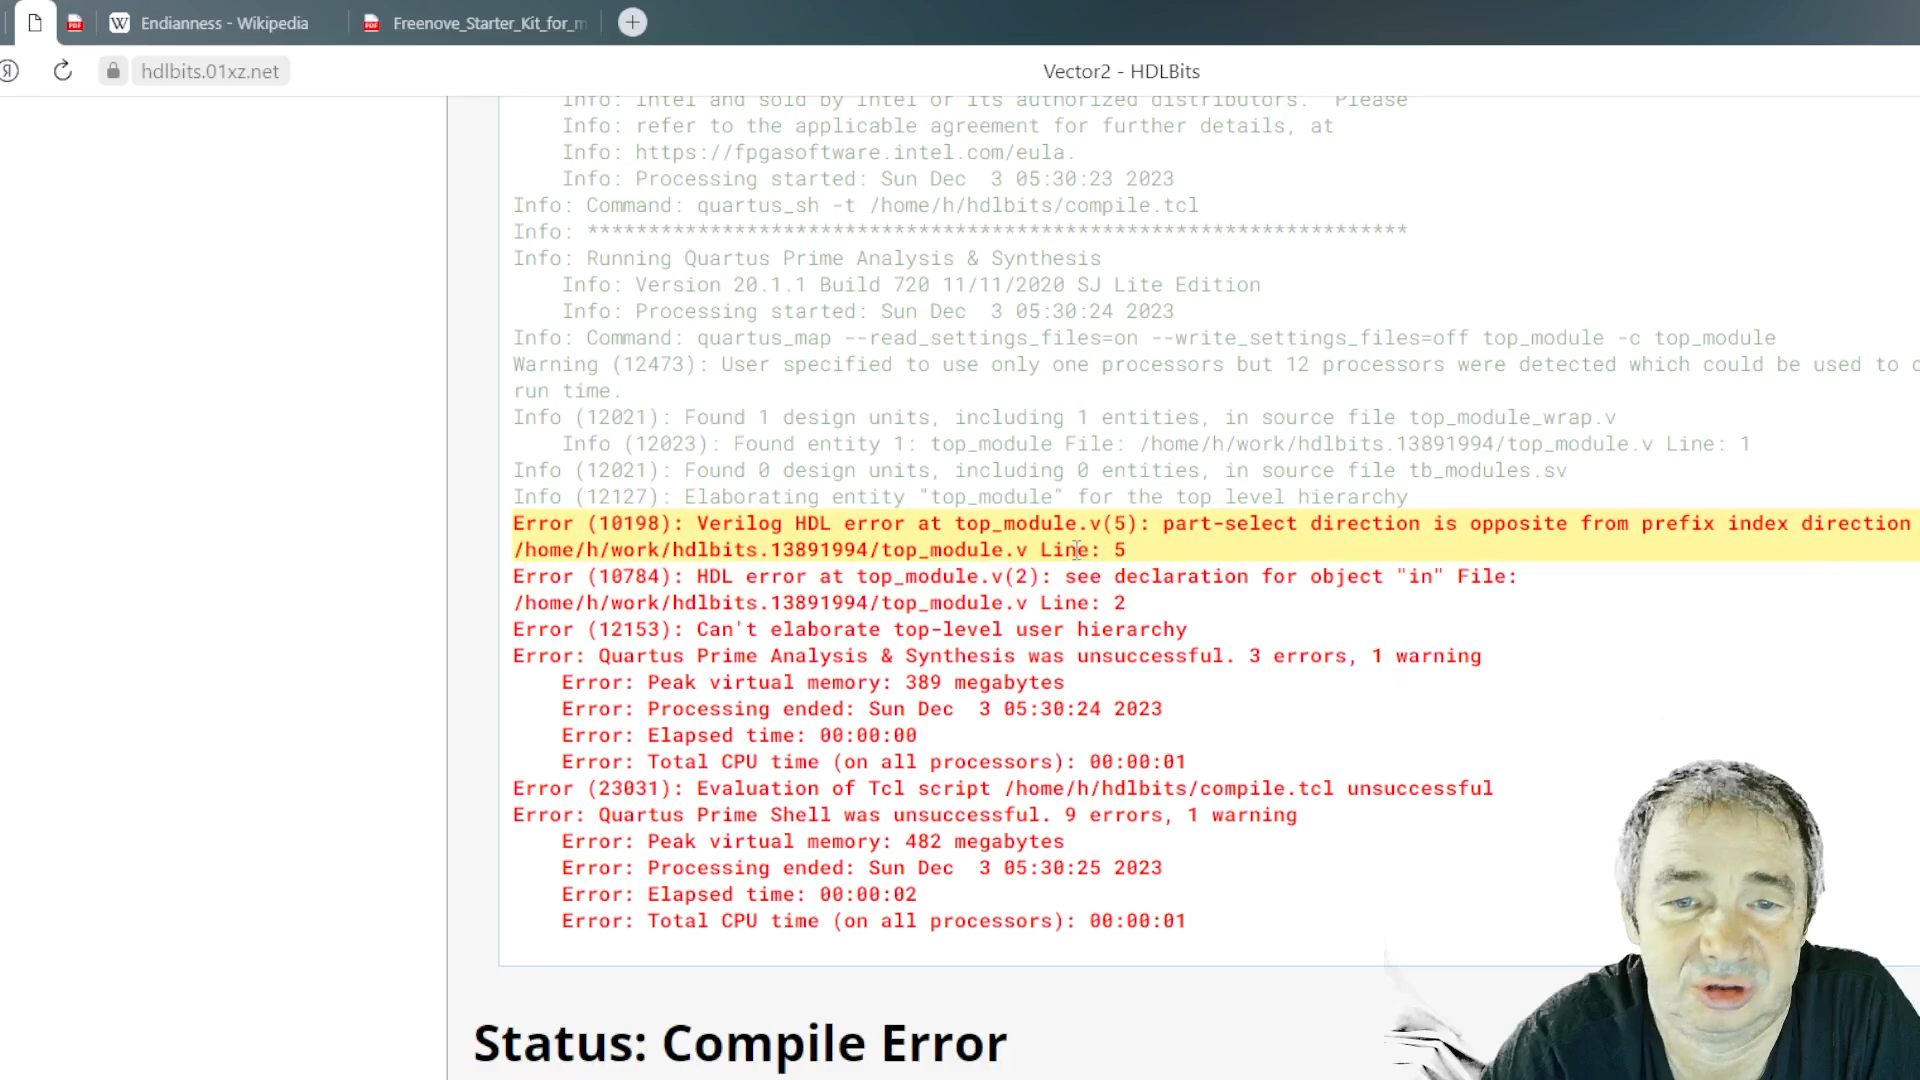 W Endianness - Wikipedia
PDF Freenove_Starter_Kit_for_m
Я hdlbits.01xz.net Vector2 - HDLBits
Info: Intel and sold by Intel or its authorized distributors. Please
Info: refer to the applicable agreement for further details, at
Info: https://fpgasoftware.intel.com/eula.
Info: Processing started: Sun Dec  3 05:30:23 2023
Info: Command: quartus_sh -t /home/h/hdlbits/compile.tcl
Info: *******************************************************************
Info: Running Quartus Prime Analysis & Synthesis
Info: Version 20.1.1 Build 720 11/11/2020 SJ Lite Edition
Info: Processing started: Sun Dec  3 05:30:24 2023
Info: Command: quartus_map --read_settings_files=on --write_settings_files=off top_module -c top_module
Warning (12473): User specified to use only one processors but 12 processors were detected which could be used to
run time.
Info (12021): Found 1 design units, including 1 entities, in source file top_module_wrap.v
Info (12023): Found entity 1: top_module File: /home/h/work/hdlbits.13891994/top_module.v Line: 1
Info (12021): Found 0 design units, including 0 entities, in source file tb_modules.sv
Info (12127): Elaborating entity "top_module" for the top level hierarchy
Error (10198): Verilog HDL error at top_module.v(5): part-select direction is opposite from prefix index direction
/home/h/work/hdlbits.13891994/top_module.v Line: 5
Error (10784): HDL error at top_module.v(2): see declaration for object "in" File:
/home/h/work/hdlbits.13891994/top_module.v Line: 2
Error (12153): Can't elaborate top-level user hierarchy
Error: Quartus Prime Analysis & Synthesis was unsuccessful. 3 errors, 1 warning
Error: Peak virtual memory: 389 megabytes
Error: Processing ended: Sun Dec  3 05:30:24 2023
Error: Elapsed time: 00:00:00
Error: Total CPU time (on all processors): 00:00:01
Error (23031): Evaluation of Tcl script /home/h/hdlbits/compile.tcl unsuccessful
Error: Quartus Prime Shell was unsuccessful. 9 errors, 1 warning
Error: Peak virtual memory: 482 megabytes
Error: Processing ended: Sun Dec  3 05:30:25 2023
Error: Elapsed time: 00:00:02
Error: Total CPU time (on all processors): 00:00:01
Status: Compile Error